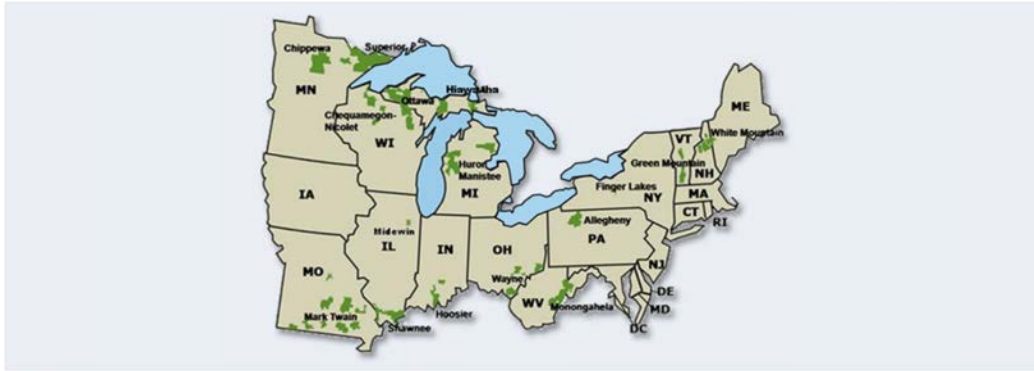 Chippewa
Superior
MN
Ottawa
Chequamegon-
Nicolet
WI
Huron
Manistee
MI
ME
VT
White Mountain
Green Mountain
NH
Finger Lakes
NY
MA
CT
RI
IA
Midewin
IL
IN
OH
Allegheny
PA
NJ
MO
Wayne
WV
Monongahela
DE
MD
DC
Mark Twain
Shawnee
Hoosier